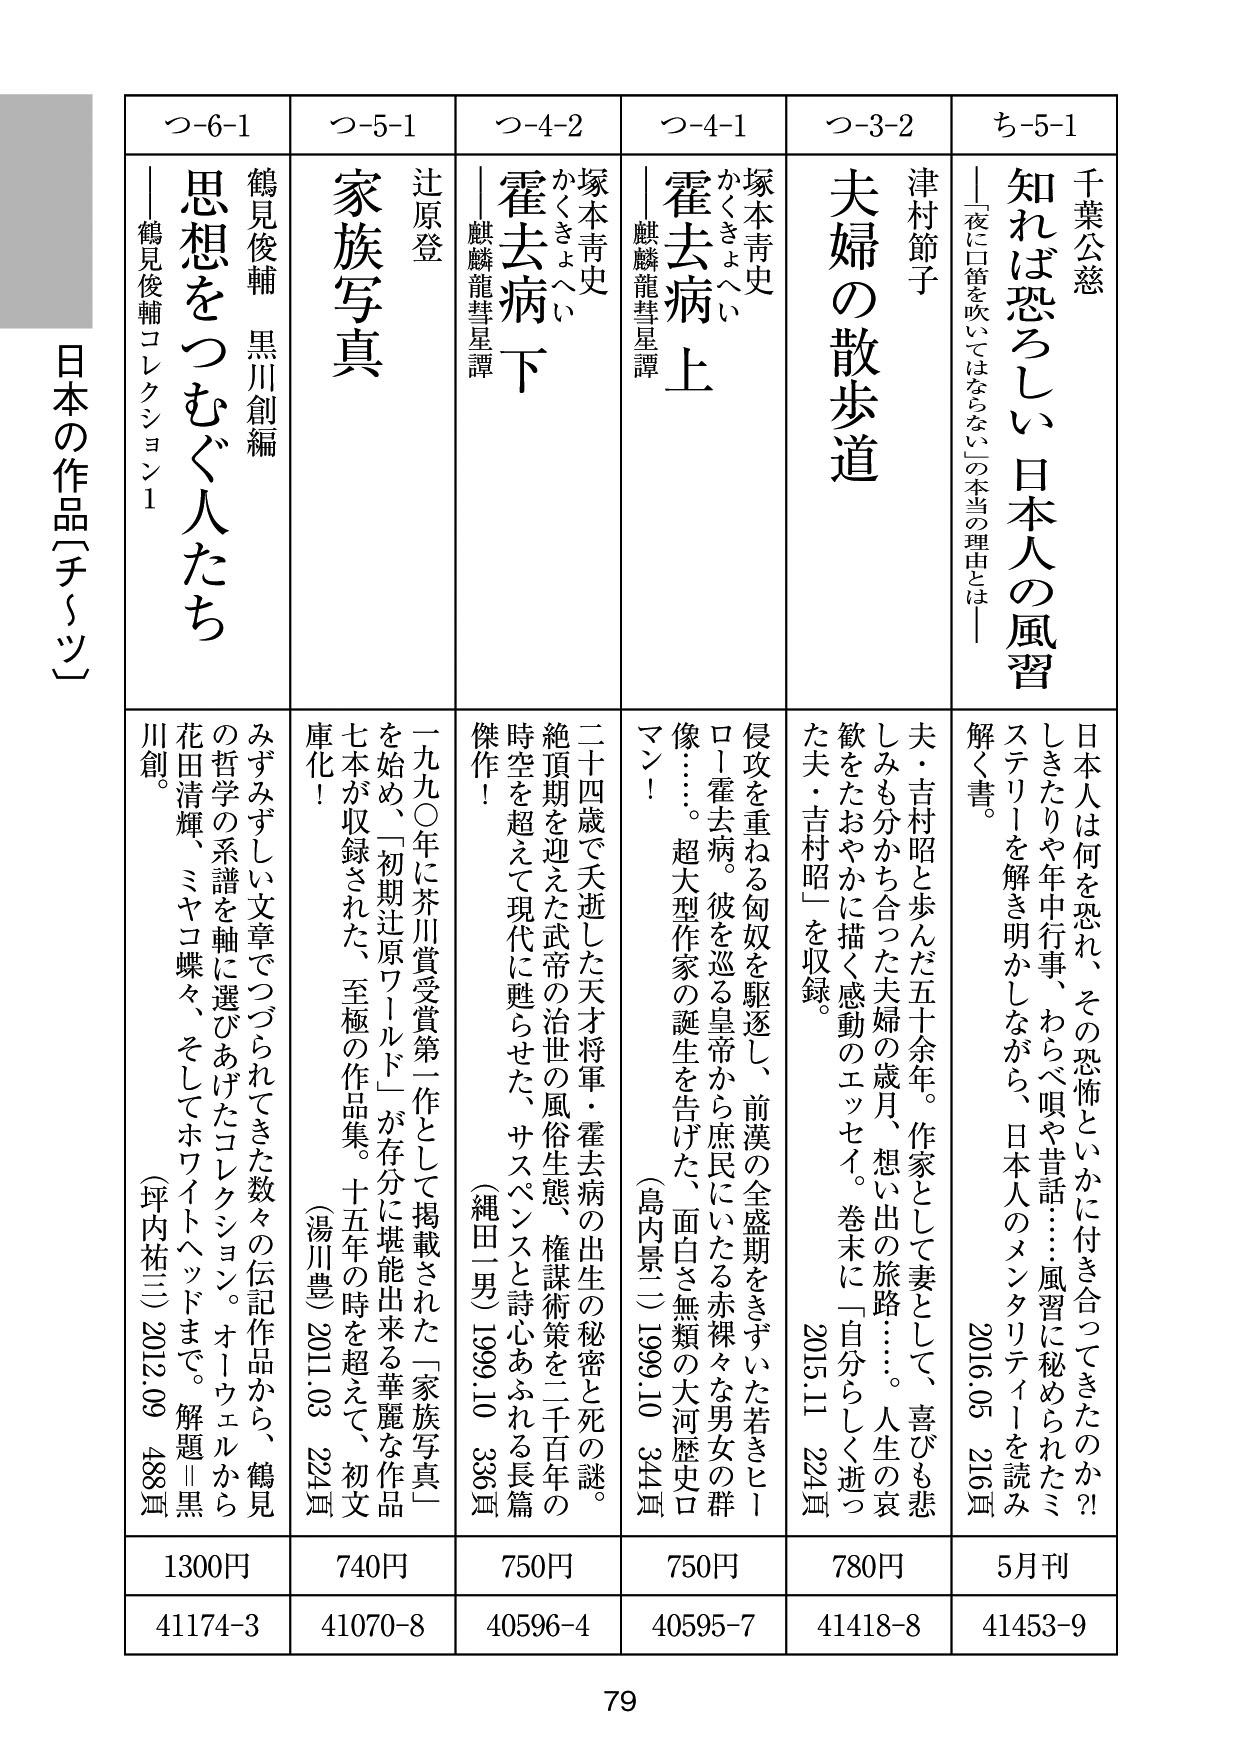 ち-5-1
千葉公慈
知れば恐ろしい 日本人の風習
──「夜に口笛を吹いてはならない」の本当の理由とは──
日本人は何を恐れ、その恐怖といかに付き合ってきたのか?!
しきたりや年中行事、わらべ唄や昔話……風習に秘められたミ
ステリーを解き明かしながら、日本人のメンタリティーを読み
解く書。
2016.05 216頁
5月刊
41453-9
つ-3-2
津村節子
夫婦の散歩道
夫・吉村昭と歩んだ五十余年。作家として妻として、喜びも悲
しみも分かち合った夫婦の歳月、想い出の旅路……。人生の哀
歓をたおやかに描く感動のエッセイ。巻末に「自分らしく逝っ
た夫・吉村昭」を収録。
2015.11 224頁
780円
41418-8
つ-4-1
塚本靑史
かくきょへい
霍去病 上
──麒麟龍彗星譚
侵攻を重ねる匈奴を駆逐し、前漢の全盛期をきずいた若きヒー
ロー霍去病。彼を巡る皇帝から庶民にいたる赤裸々な男女の群
像……。超大型作家の誕生を告げた、面白さ無類の大河歴史ロ
マン!
(島内景二) 1999.10 344頁
750円
40595-7
つ-4-2
塚本靑史
かくきょへい
霍去病 下
──麒麟龍彗星譚
二十四歳で夭逝した天才将軍・霍去病の出生の秘密と死の謎。
絶頂期を迎えた武帝の治世の風俗生態、権謀術策を二千百年の
時空を超えて現代に甦らせた、サスペンスと詩心あふれる長篇
傑作!
(縄田一男) 1999.10 336頁
750円
40596-4
つ-5-1
辻原登
家族写真
一九九〇年に芥川賞受賞第一作として掲載された「家族写真」
を始め、「初期辻原ワールド」が存分に堪能出来る華麗な作品
七本が収録された、至極の作品集。十五年の時を超えて、初文
庫化!
(湯川豊) 2011.03 224頁
740円
41070-8
つ-6-1
鶴見俊輔 黒川創編
思想をつむぐ人たち
──鶴見俊輔コレクション1
みずみずしい文章でつづられてきた数々の伝記作品から、鶴見
の哲学の系譜を軸に選びあげたコレクション。オーウェルから
花田清輝、ミヤコ蝶々、そしてホワイトヘッドまで。解題=黒
川創。
(坪内祐三) 2012.09 488頁
1300円
41174-3
日本の作品[チ〜ツ]
79